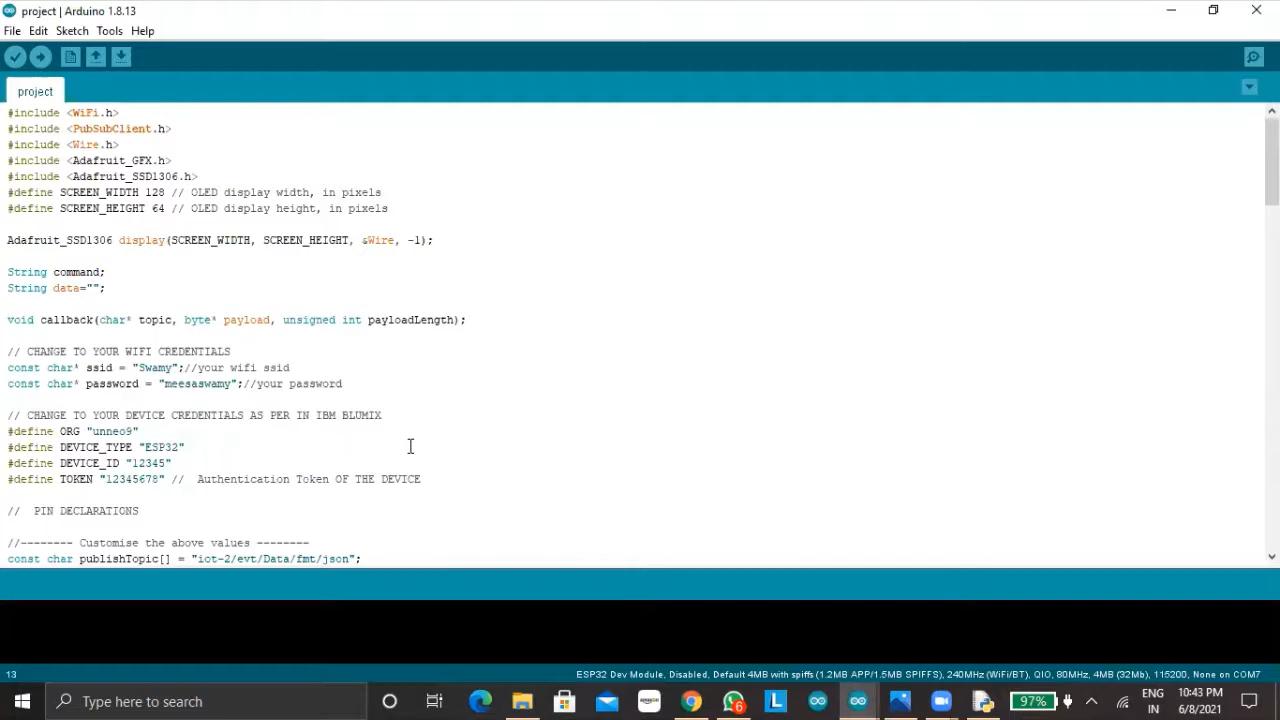 project | Arduino 1.8.13
File Edit Sketch Tools Help
project
#include <WiFi.h>
#include <PubSubClient.h>
#include <Wire.h>
#include <Adafruit_GFX.h>
#include <Adafruit_SSD1306.h>
#define SCREEN_WIDTH 128 // OLED display width, in pixels
#define SCREEN_HEIGHT 64 // OLED display height, in pixels
Adafruit_SSD1306 display(SCREEN_WIDTH, SCREEN_HEIGHT, &Wire, -1);
String command;
String data="";
void callback(char* topic, byte* payload, unsigned int payloadLength);
// CHANGE TO YOUR WIFI CREDENTIALS
const char* ssid = "Swamy";//your wifi ssid
const char* password = "meesaswamy";//your password
// CHANGE TO YOUR DEVICE CREDENTIALS AS PER IN IBM BLUMIX
#define ORG "unneo9"
#define DEVICE_TYPE "ESP32"
#define DEVICE_ID "12345"
#define TOKEN "12345678" //  Authentication Token OF THE DEVICE
//  PIN DECLARATIONS
//-------- Customise the above values --------
const char publishTopic[] = "iot-2/evt/Data/fmt/json";
13
ESP32 Dev Module, Disabled, Default 4MB with spiffs (1.2MB APP/1.5MB SPIFFS), 240MHz (WiFi/BT), QIO, 80MHz, 4MB (32Mb), 115200, None on COM7
Type here to search
amazon
6
L
97%
ENG
IN
10:43 PM
6/8/2021